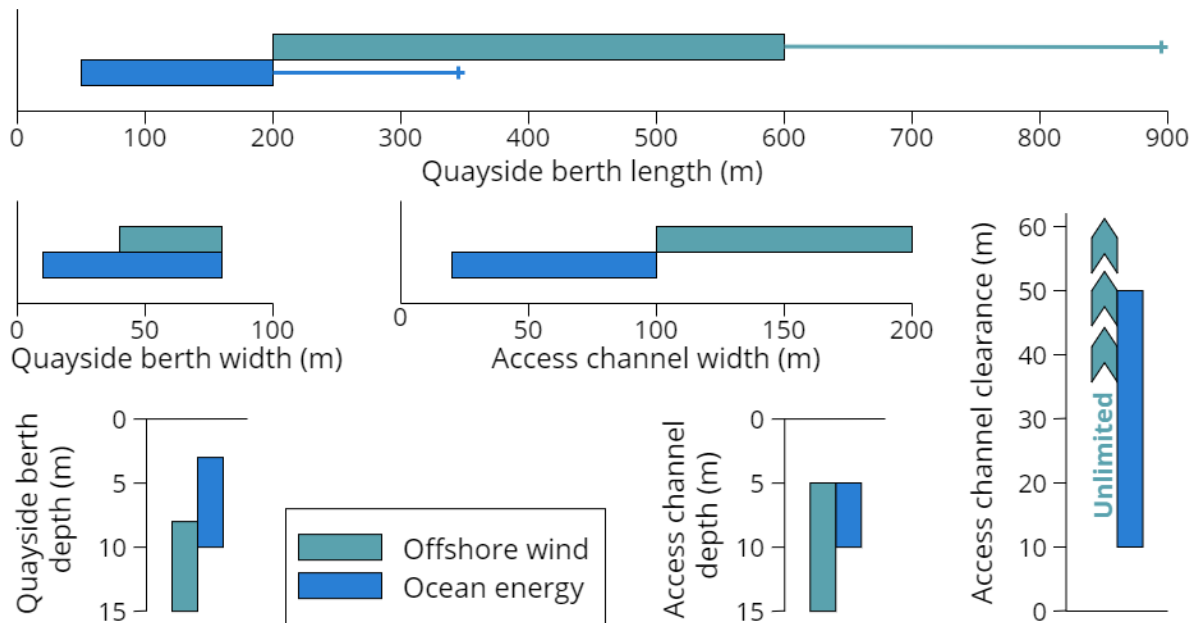 0 100 200 300 400 500 600 700 800 900
Quayside berth length (m)
0 50 100
Quayside berth width (m)
0 50 100 150 200
Access channel width (m)
60
50
40
30
20
10
0
Access channel clearance (m)
Unlimited
0
5
10
15
Quayside berth
depth (m)
Offshore wind
Ocean energy
0
5
10
15
Access channel
depth (m)